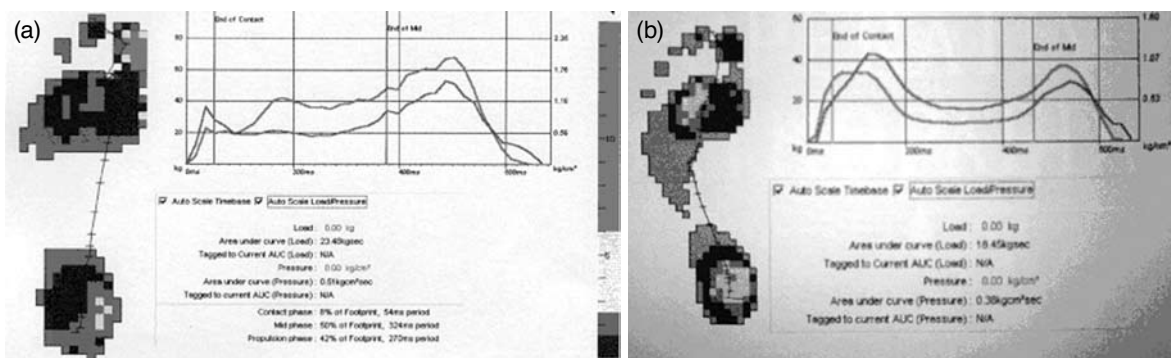 (a)
End of Contact
End of Mid
80
60
40
20
kg
2.35
1.76
1.16
0.56
kg/cm²
0ms
200ms
400ms
600ms
Auto Scale Timebase Auto Scale Load/Pressure
Load : 0.00 kg
Area under curve (Load) : 23.48kgsec
Tagged to Current AUC (Load) : N/A
Pressure : 0.00 kg/cm²
Area under curve (Pressure) : 0.61kgcm²sec
Tagged to current AUC (Pressure) : N/A
Contact phase : 8% of Footprint, 54ms period
Mid phase : 50% of Footprint, 324ms period
Propulsion phase : 42% of Footprint, 270ms period
(b)
End of Contact
End of Mid
60
40
20
kg
1.60
1.07
0.53
kg/cm²
0ms
200ms
400ms
600ms
Auto Scale Timebase Auto Scale Load/Pressure
Load : 0.00 kg
Area under curve (Load) : 18.45kgsec
Tagged to Current AUC (Load) : N/A
Pressure : 0.00 kg/cm²
Area under curve (Pressure) : 0.38kgcm²sec
Tagged to current AUC (Pressure) : N/A